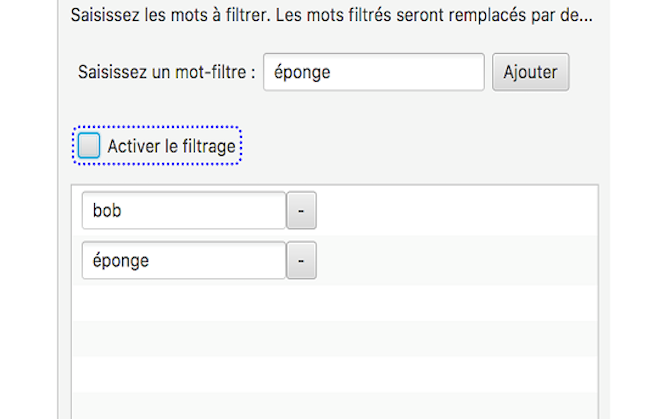 Saisissez les mots à filtrer. Les mots filtrés seront remplacés par de...
Saisissez un mot-filtre : éponge Ajouter
Activer le filtrage
bob -
éponge -